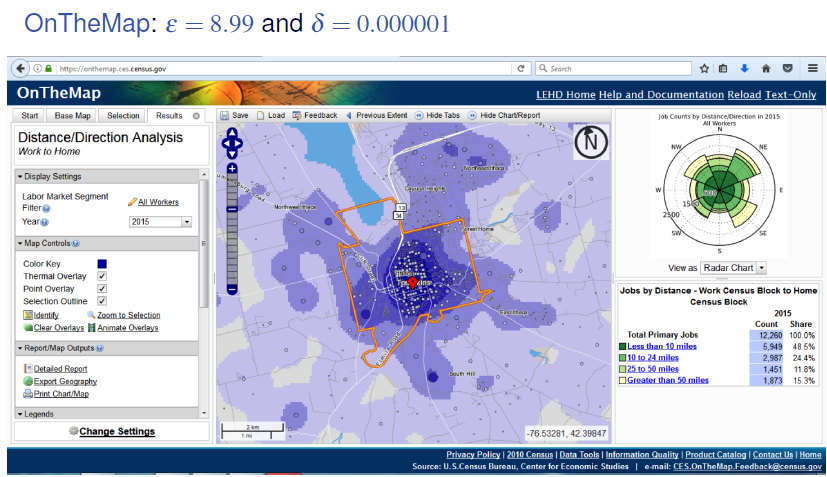 OnTheMap: ε = 8.99 and δ = 0.000001
https://onthemap.ces.census.gov
Search
OnTheMap
LEHD Home Help and Documentation Reload Text-Only
Start Base Map Selection Results
Save Load Feedback Previous Extent Hide Tabs Hide Chart/Report
Distance/Direction Analysis
Work to Home
Display Settings
Labor Market Segment Filter
All Workers
Year 2015
Map Controls
Color Key
Thermal Overlay
Point Overlay
Selection Outline
Identify Zoom to Selection
Clear Overlays Animate Overlays
Report/Map Outputs
Detailed Report
Export Geography
Print Chart/Map
Legends
Change Settings
N
Northwest Ithaca
Northeast Ithaca
13
34
East Ithaca
South Hill
2 km
1 mi
-76.53281, 42.39847
Job Counts by Distance/Direction in 2015
All Workers
N
NW NE
W E
1500
2500
SW SE
S
View as Radar Chart
Jobs by Distance - Work Census Block to Home
Census Block
2015
Count Share
Total Primary Jobs 12,260 100.0%
Less than 10 miles 5,949 48.5%
10 to 24 miles 2,987 24.4%
25 to 50 miles 1,451 11.8%
Greater than 50 miles 1,873 15.3%
Privacy Policy | 2010 Census | Data Tools | Information Quality | Product Catalog | Contact Us | Home
Source: U.S.Census Bureau, Center for Economic Studies | e-mail: CES.OnTheMap.Feedback@census.gov